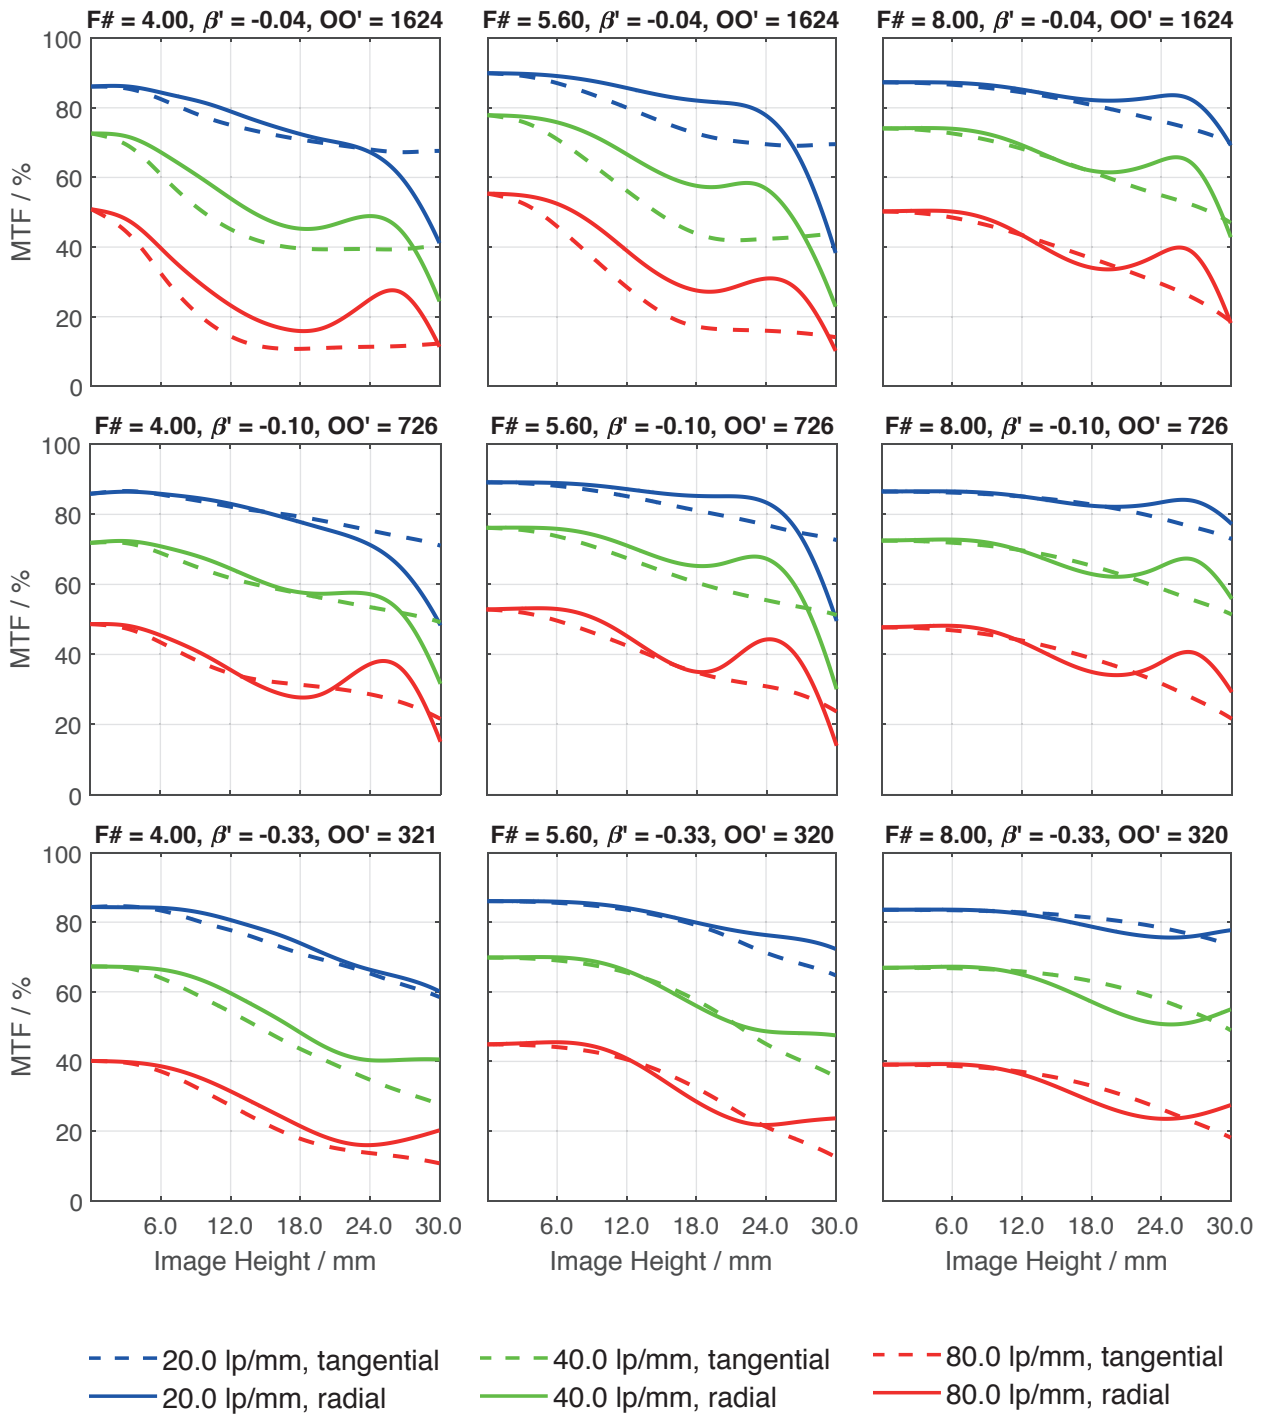 F# = 4.00, β' = -0.04, OO' = 1624
F# = 5.60, β' = -0.04, OO' = 1624
F# = 8.00, β' = -0.04, OO' = 1624
100
80
60
40
20
0
MTF / %
F# = 4.00, β' = -0.10, OO' = 726
F# = 5.60, β' = -0.10, OO' = 726
F# = 8.00, β' = -0.10, OO' = 726
100
80
60
40
20
0
MTF / %
F# = 4.00, β' = -0.33, OO' = 321
F# = 5.60, β' = -0.33, OO' = 320
F# = 8.00, β' = -0.33, OO' = 320
100
80
60
40
20
0
MTF / %
6.0 12.0 18.0 24.0 30.0
6.0 12.0 18.0 24.0 30.0
6.0 12.0 18.0 24.0 30.0
Image Height / mm
Image Height / mm
Image Height / mm
20.0 lp/mm, tangential
40.0 lp/mm, tangential
80.0 lp/mm, tangential
20.0 lp/mm, radial
40.0 lp/mm, radial
80.0 lp/mm, radial